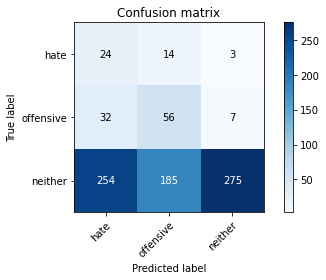 Confusion matrix
hate 24 14 3
offensive 32 56 7
neither 254 185 275
hate offensive neither
True label
Predicted label
250
200
150
100
50